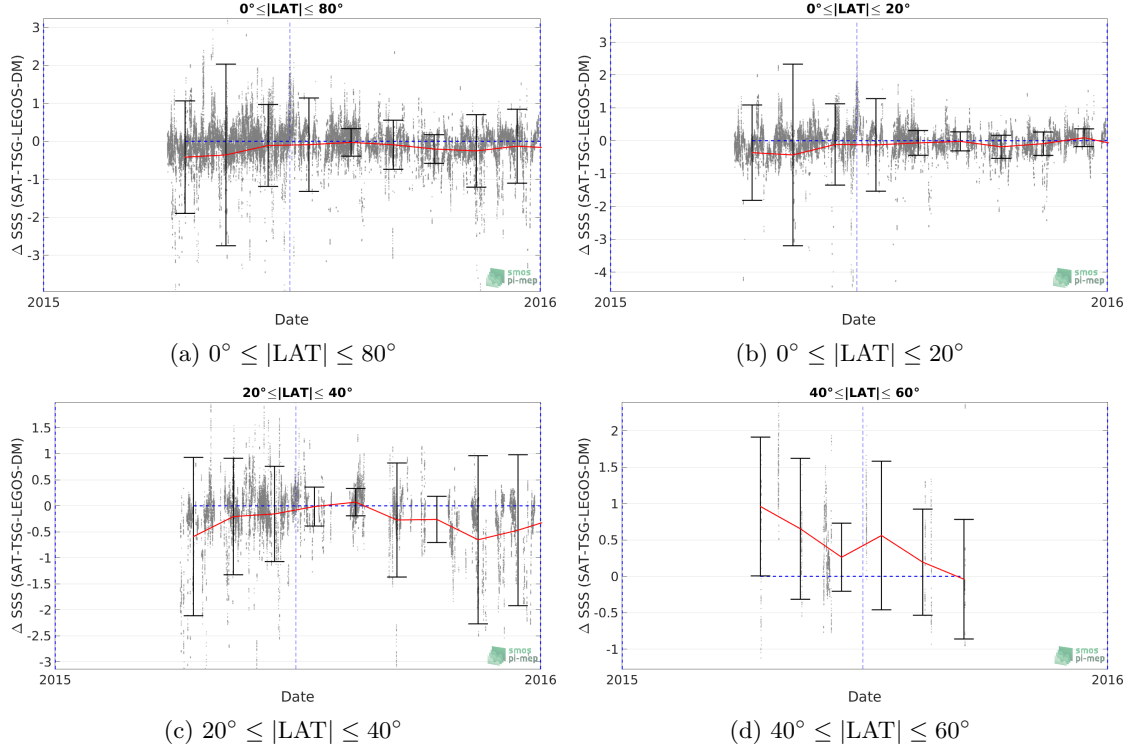 0°≤|LAT|≤ 80°
Δ SSS (SAT-TSG-LEGOS-DM)
3
2
1
0
-1
-2
-3
2015
2016
Date
smos
pi-mep
(a) 0° ≤ |LAT| ≤ 80°
0°≤|LAT|≤ 20°
Δ SSS (SAT-TSG-LEGOS-DM)
3
2
1
0
-1
-2
-3
-4
2015
2016
Date
smos
pi-mep
(b) 0° ≤ |LAT| ≤ 20°
20°≤|LAT|≤ 40°
Δ SSS (SAT-TSG-LEGOS-DM)
1.5
1
0.5
0
-0.5
-1
-1.5
-2
-2.5
-3
2015
2016
Date
smos
pi-mep
(c) 20° ≤ |LAT| ≤ 40°
40°≤|LAT|≤ 60°
Δ SSS (SAT-TSG-LEGOS-DM)
2
1.5
1
0.5
0
-0.5
-1
2015
2016
Date
smos
pi-mep
(d) 40° ≤ |LAT| ≤ 60°